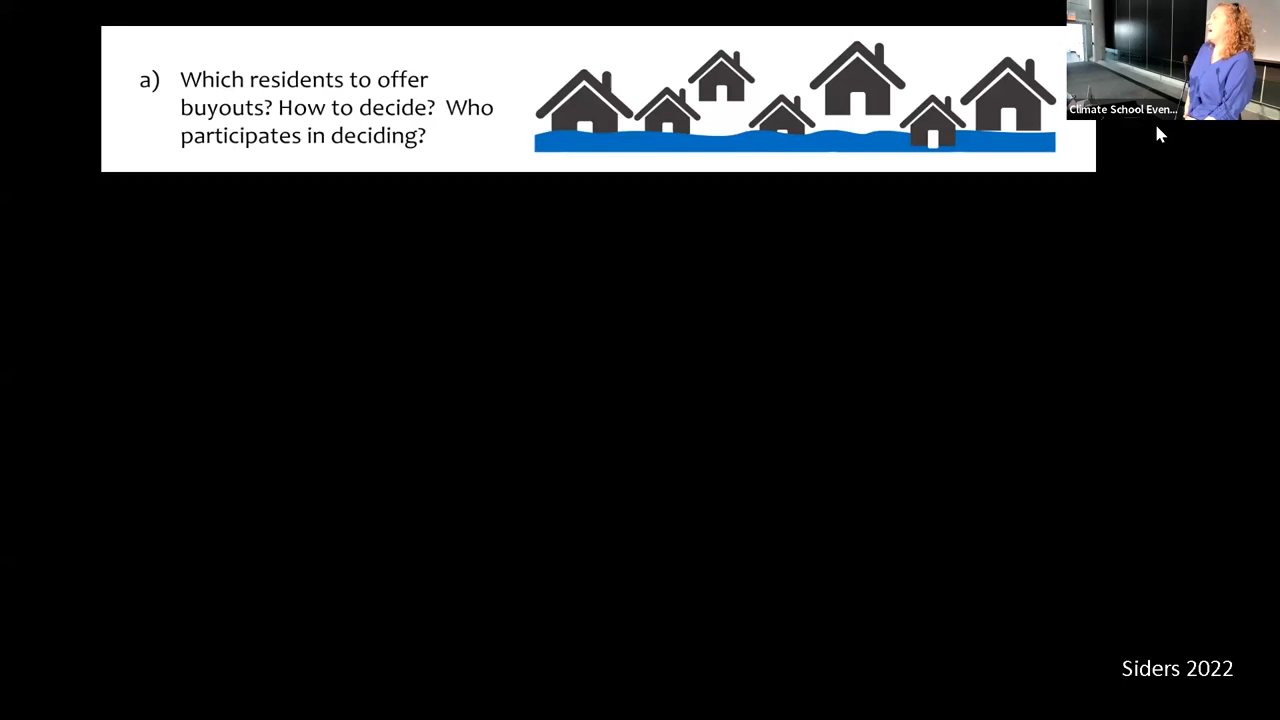 a) Which residents to offer
buyouts? How to decide? Who
participates in deciding?
Climate School Even...
Siders 2022